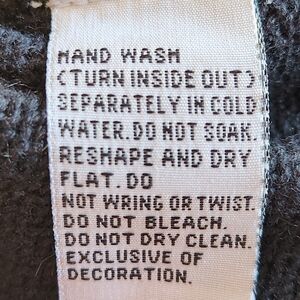 HAND WASH
(TURN INSIDE OUT)
SEPARATELY IN COLD
WATER. DO NOT SOAK.
RESHAPE AND DRY
FLAT. DO
NOT WRING OR TWIST.
DO NOT BLEACH.
DO NOT DRY CLEAN.
EXCLUSIVE OF
DECORATION.